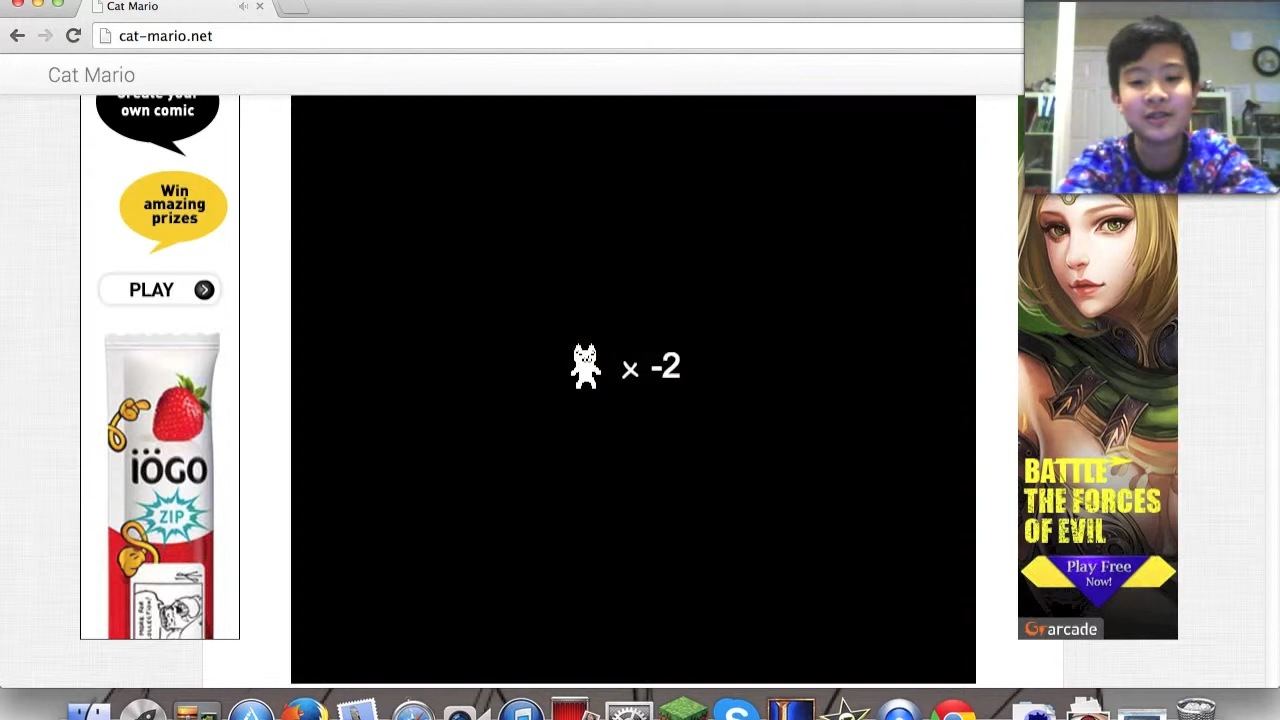 Cat Mario
cat-mario.net
Cat Mario
create your
own comic
Win
amazing
prizes
PLAY
iögo
ZIP
x -2
BATTLE
THE FORCES
OF EVIL
Play Free
Now!
arcade